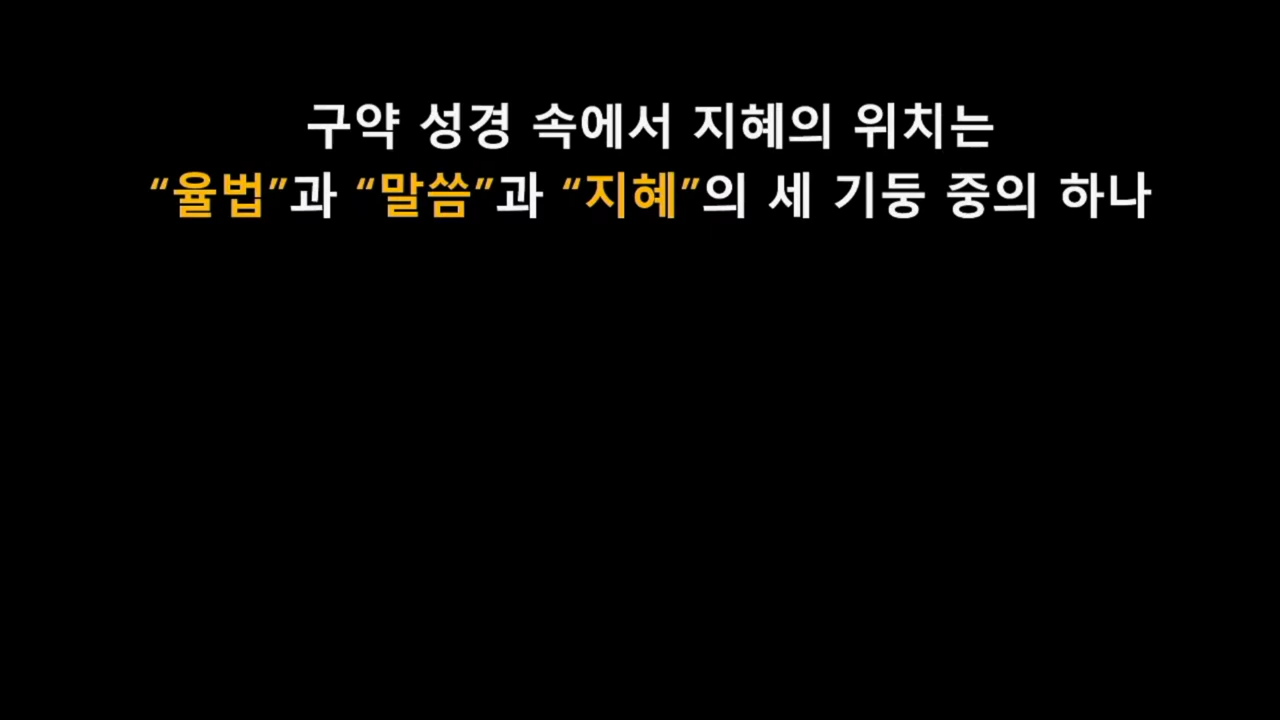 구약 성경 속에서 지혜의 위치는
“율법”과 “말씀”과 “지혜”의 세 기둥 중의 하나